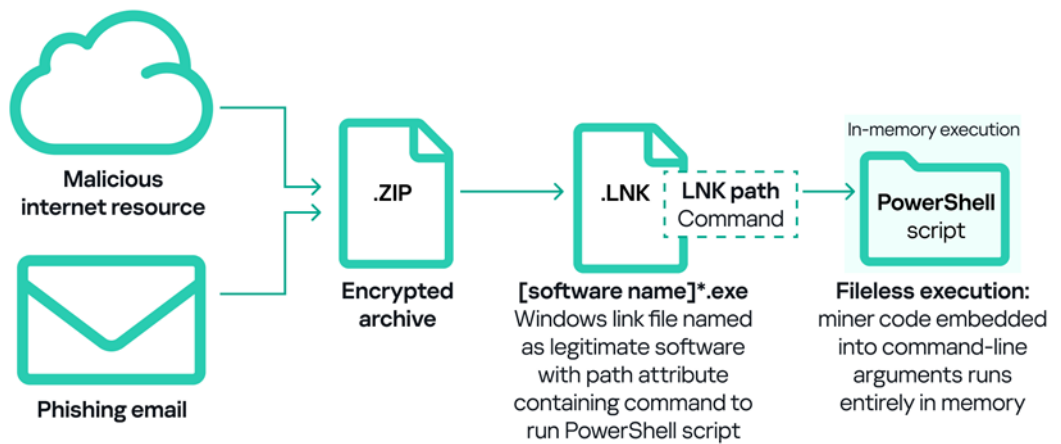 Malicious
internet resource
Phishing email
.ZIP
Encrypted
archive
.LNK
LNK path
Command
[software name]*.exe
Windows link file named
as legitimate software
with path attribute
containing command to
run PowerShell script
In-memory execution
PowerShell
script
Fileless execution:
miner code embedded
into command-line
arguments runs
entirely in memory